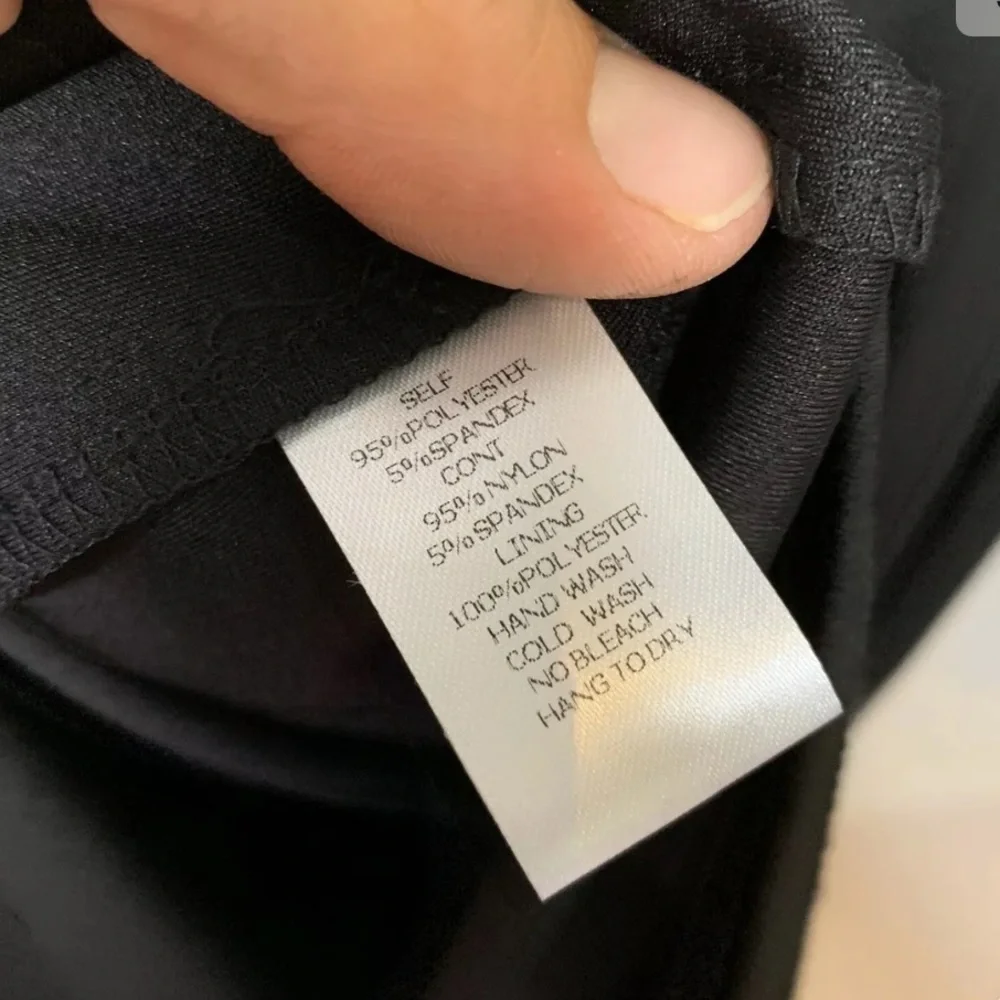 SELF
95%POLYESTER
5%SPANDEX
CONT
95%NYLON
5%SPANDEX
LINING
100%POLYESTER
HAND WASH
COLD WASH
NO BLEACH
HANG TO DRY